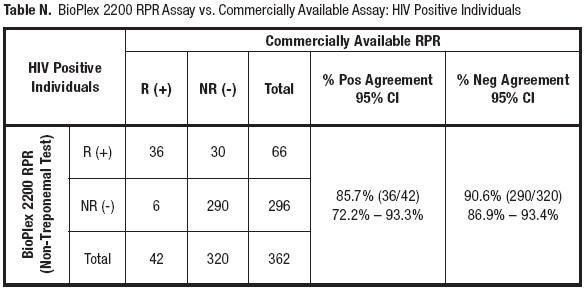 Table N. BioPlex 2200 RPR Assay vs. Commercially Available Assay: HIV Positive Individuals
HIV Positive
Individuals
Commercially Available RPR
R (+)
NR (-)
Total
% Pos Agreement
95% CI
% Neg Agreement
95% CI
BioPlex 2200 RPR
(Non-Treponemal Test)
R (+)
36
30
66
85.7% (36/42)
72.2% – 93.3%
90.6% (290/320)
86.9% – 93.4%
NR (-)
6
290
296
Total
42
320
362